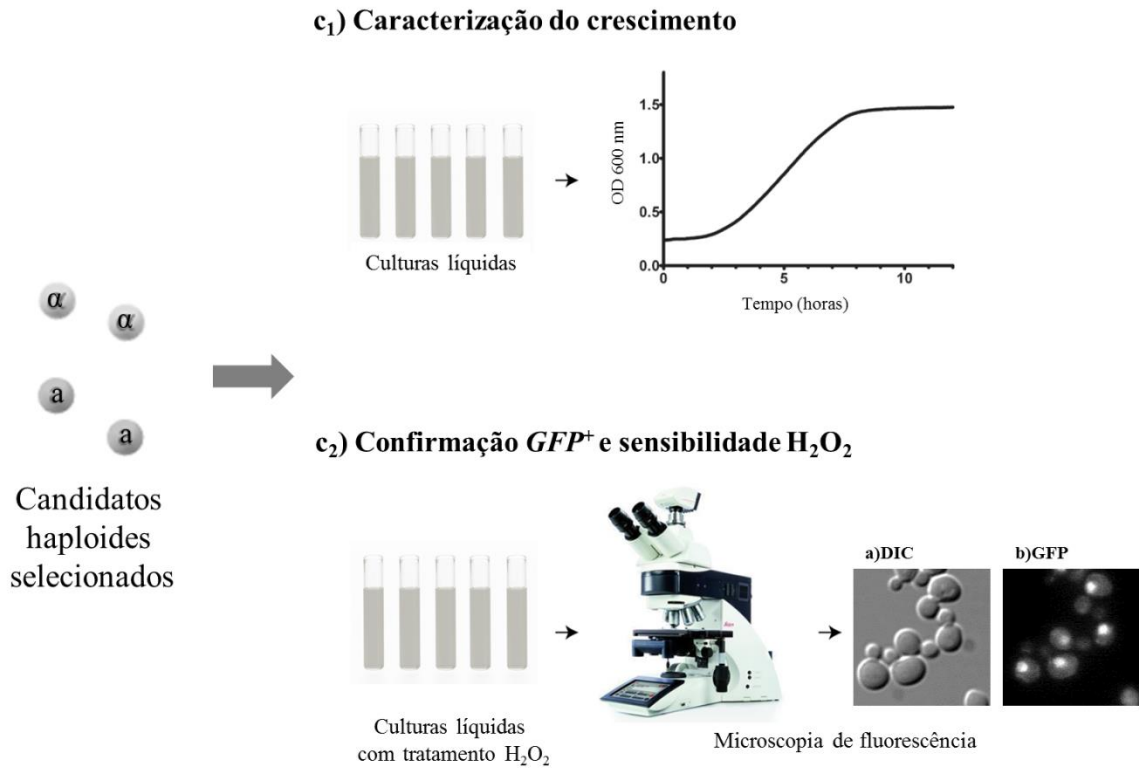 c₁) Caracterização do crescimento
1.5
1.0
0.5
0.0
OD 600 nm
0
5
10
Tempo (horas)
Culturas líquidas
α
α
a
a
Candidatos
haploides
selecionados
c₂) Confirmação GFP⁺ e sensibilidade H₂O₂
a)DIC
b)GFP
Culturas líquidas
com tratamento H₂O₂
Microscopia de fluorescência